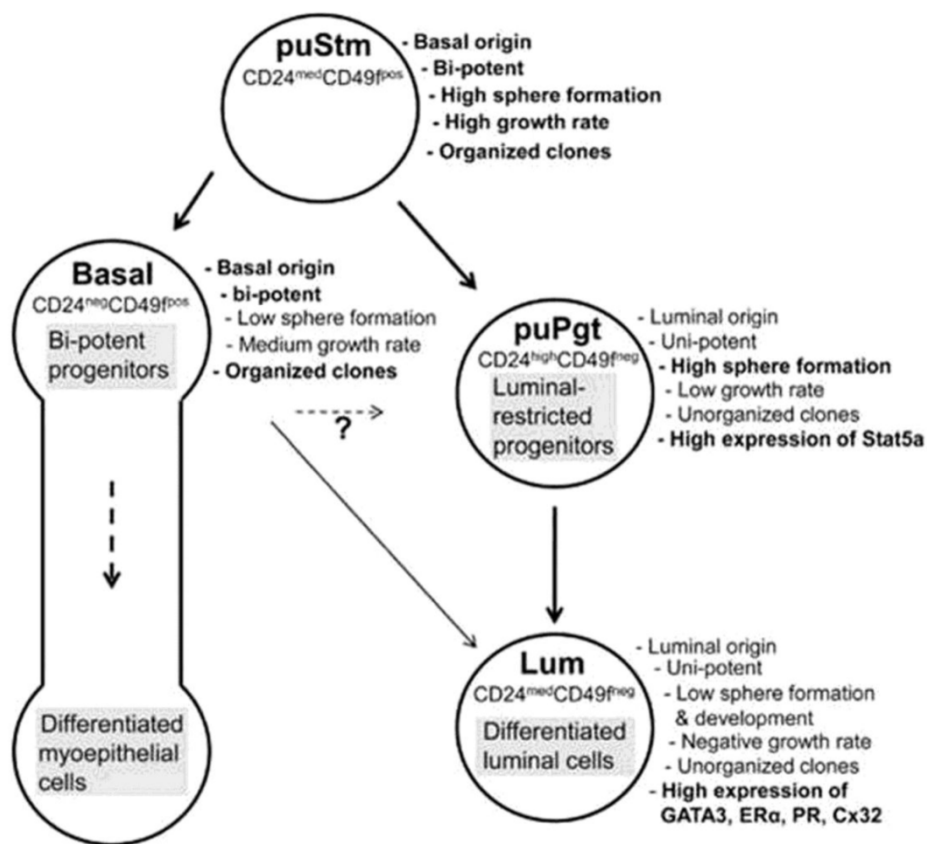 puStm
CD24medCD49fpos
- Basal origin
- Bi-potent
- High sphere formation
- High growth rate
- Organized clones
Basal
CD24negCD49fpos
Bi-potent
progenitors
- Basal origin
- bi-potent
- Low sphere formation
- Medium growth rate
- Organized clones
?
puPgt
CD24highCD49fneg
Luminal-
restricted
progenitors
- Luminal origin
- Uni-potent
- High sphere formation
- Low growth rate
- Unorganized clones
- High expression of Stat5a
Differentiated
myoepithelial
cells
Lum
CD24medCD49fneg
Differentiated
luminal cells
- Luminal origin
- Uni-potent
- Low sphere formation
& development
- Negative growth rate
- Unorganized clones
- High expression of
GATA3, ERα, PR, Cx32